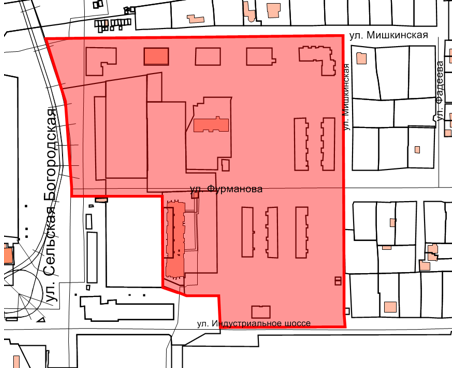 ул. Мишкинская
ул. Фадеева
ул. Мишкинская
ул. Сельская Богородская
ул. Фурманова
ул. Индустриальное шоссе